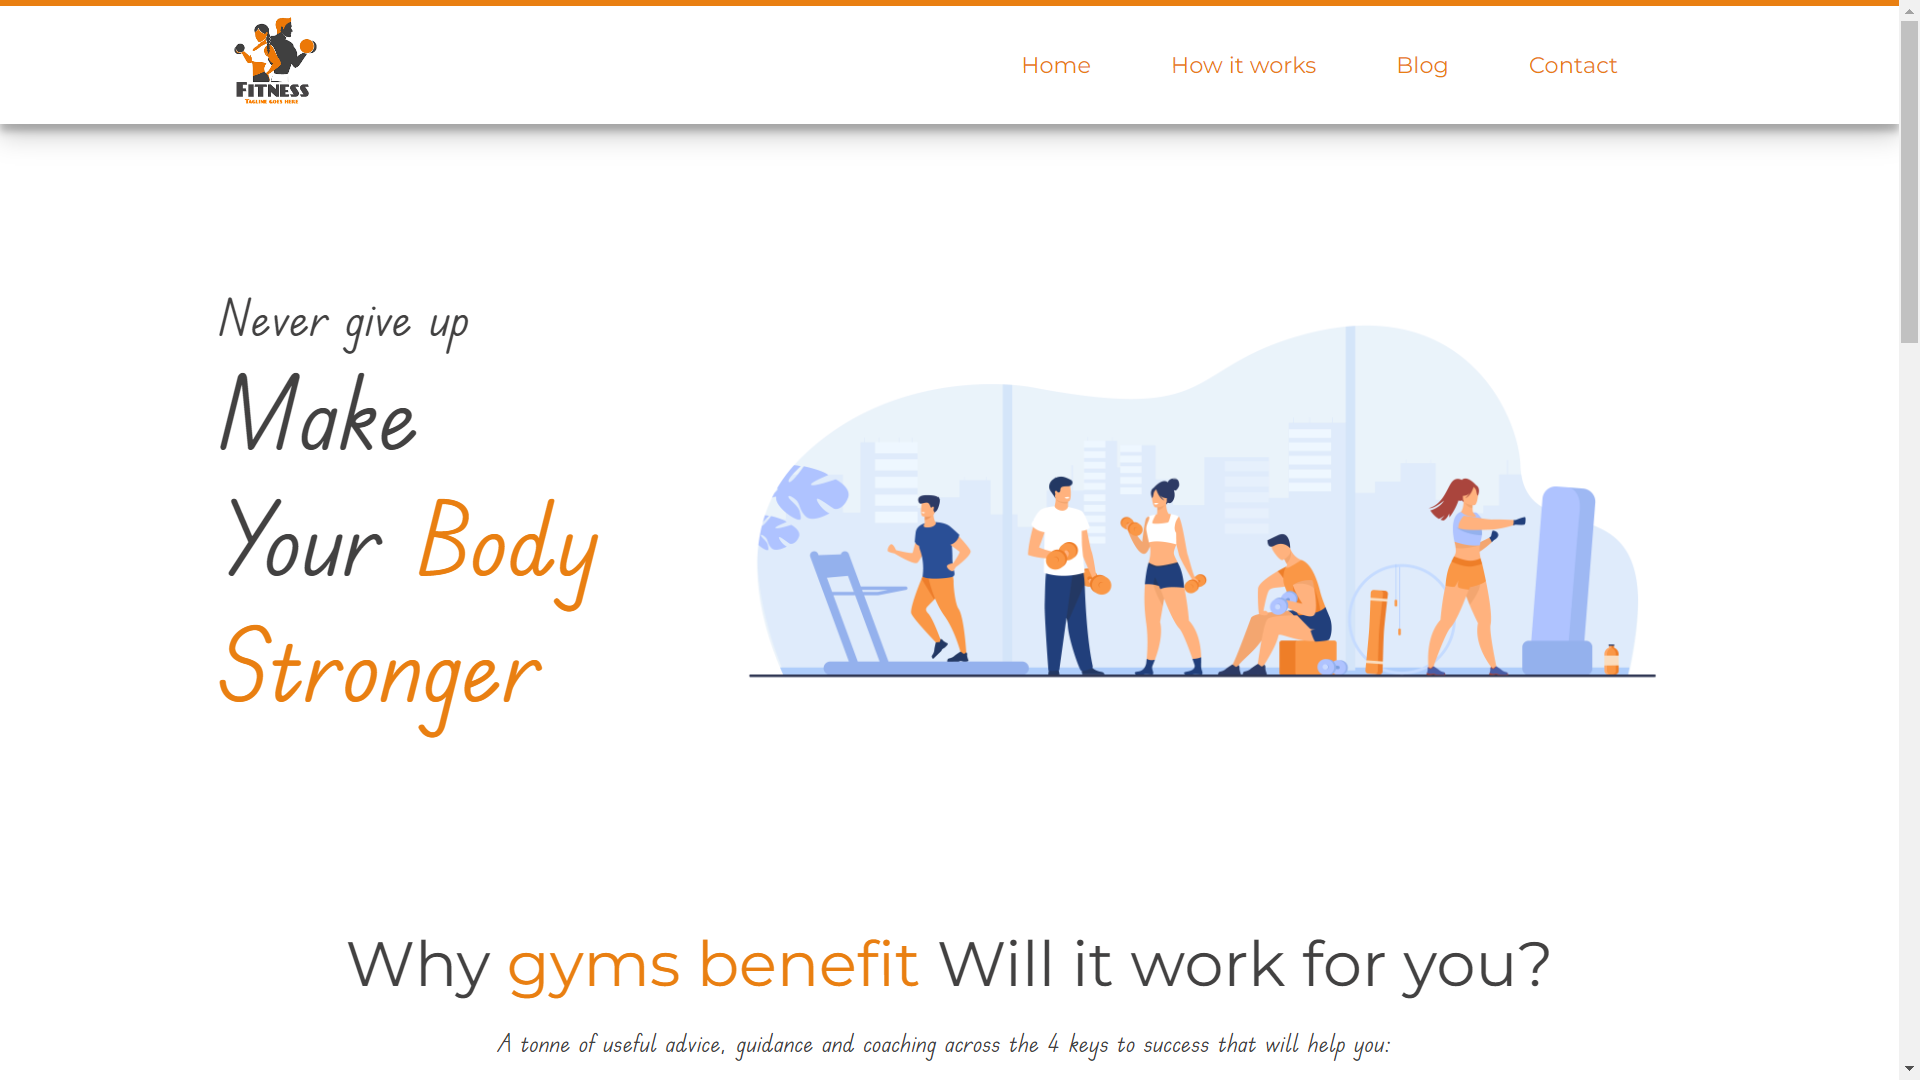 FITNESS
TAGLINE GOES HERE
Home
How it works
Blog
Contact
Never give up
Make
Your Body
Stronger
Why gyms benefit Will it work for you?
A tonne of useful advice, guidance and coaching across the 4 keys to success that will help you: